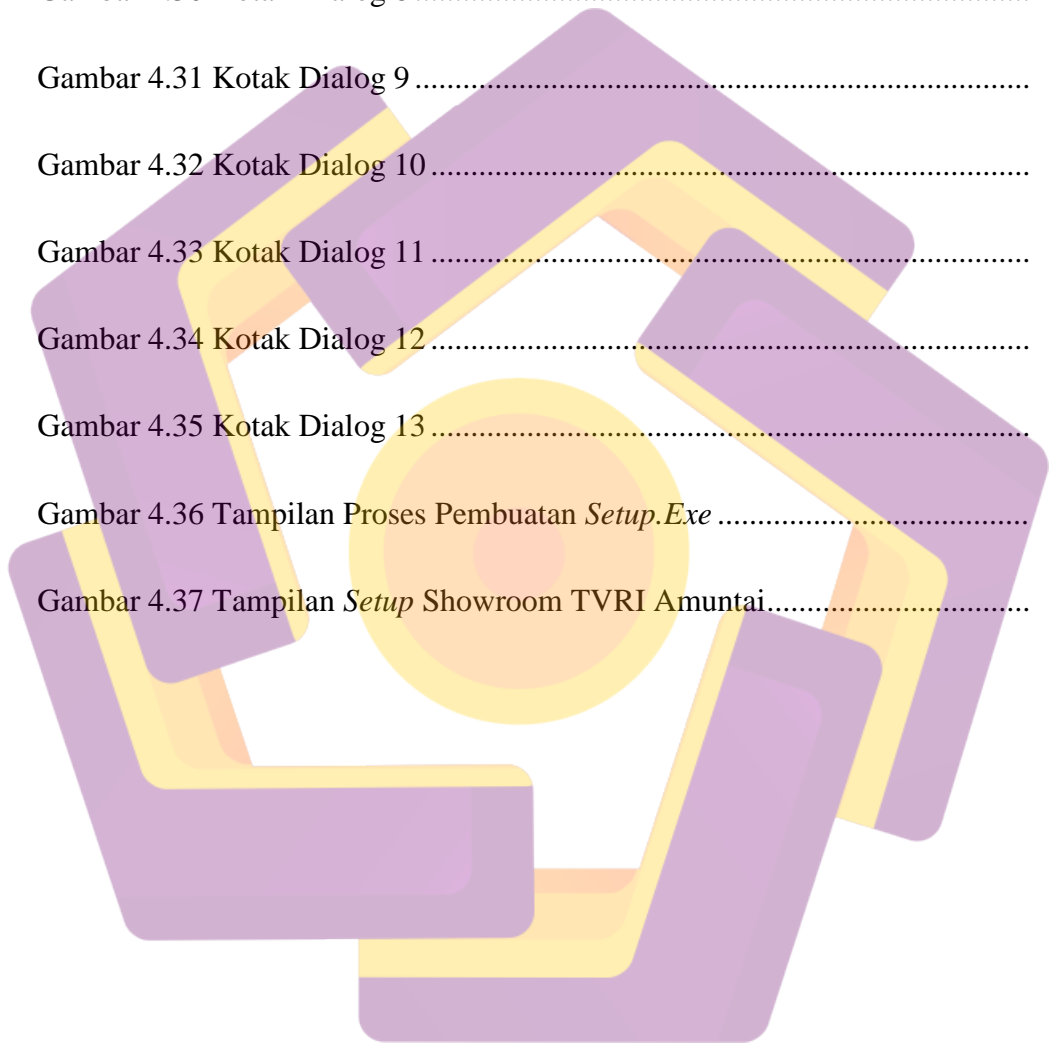 Gambar 4.31 Kotak Dialog 9 ............................................................................
Gambar 4.32 Kotak Dialog 10 ..........................................................................
Gambar 4.33 Kotak Dialog 11 ..........................................................................
Gambar 4.34 Kotak Dialog 12 ..........................................................................
Gambar 4.35 Kotak Dialog 13 ..........................................................................
Gambar 4.36 Tampilan Proses Pembuatan Setup.Exe ......................................
Gambar 4.37 Tampilan Setup Showroom TVRI Amuntai................................